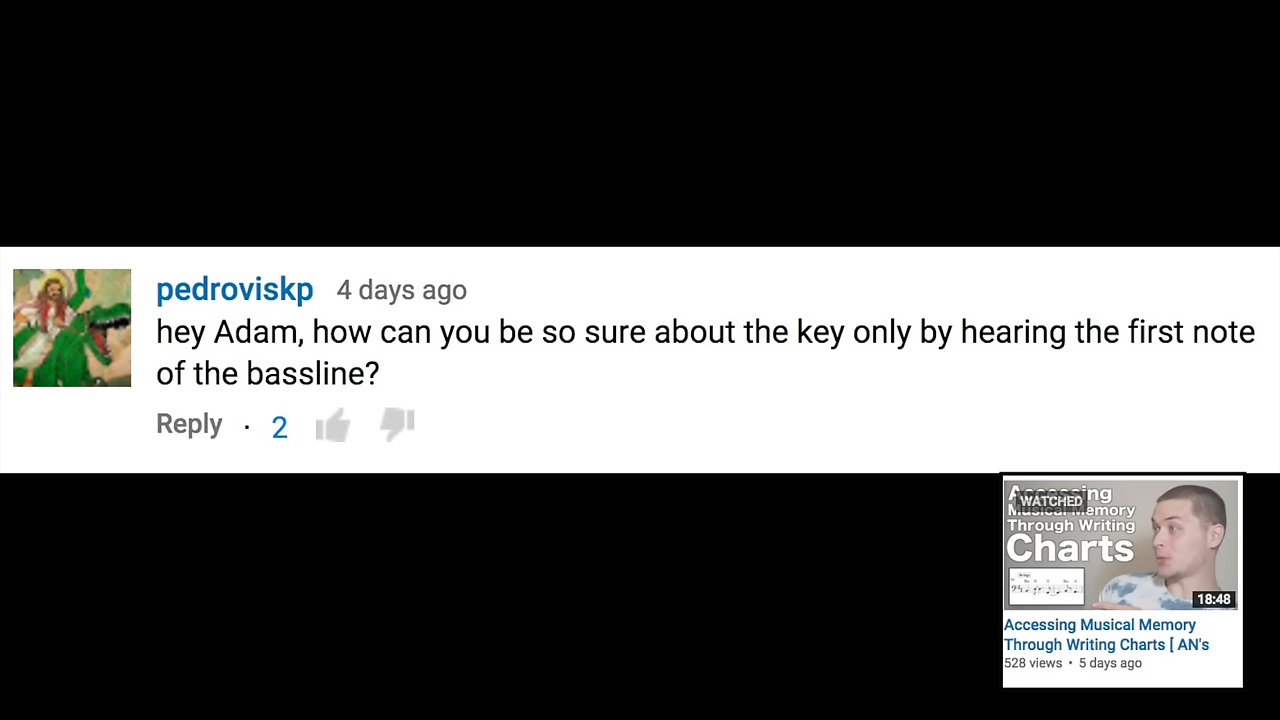 pedroviskp 4 days ago
hey Adam, how can you be so sure about the key only by hearing the first note
of the bassline?
Reply · 2
WATCHED
Musical Memory
Through Writing
Charts
18:48
Accessing Musical Memory
Through Writing Charts [ AN's
528 views • 5 days ago